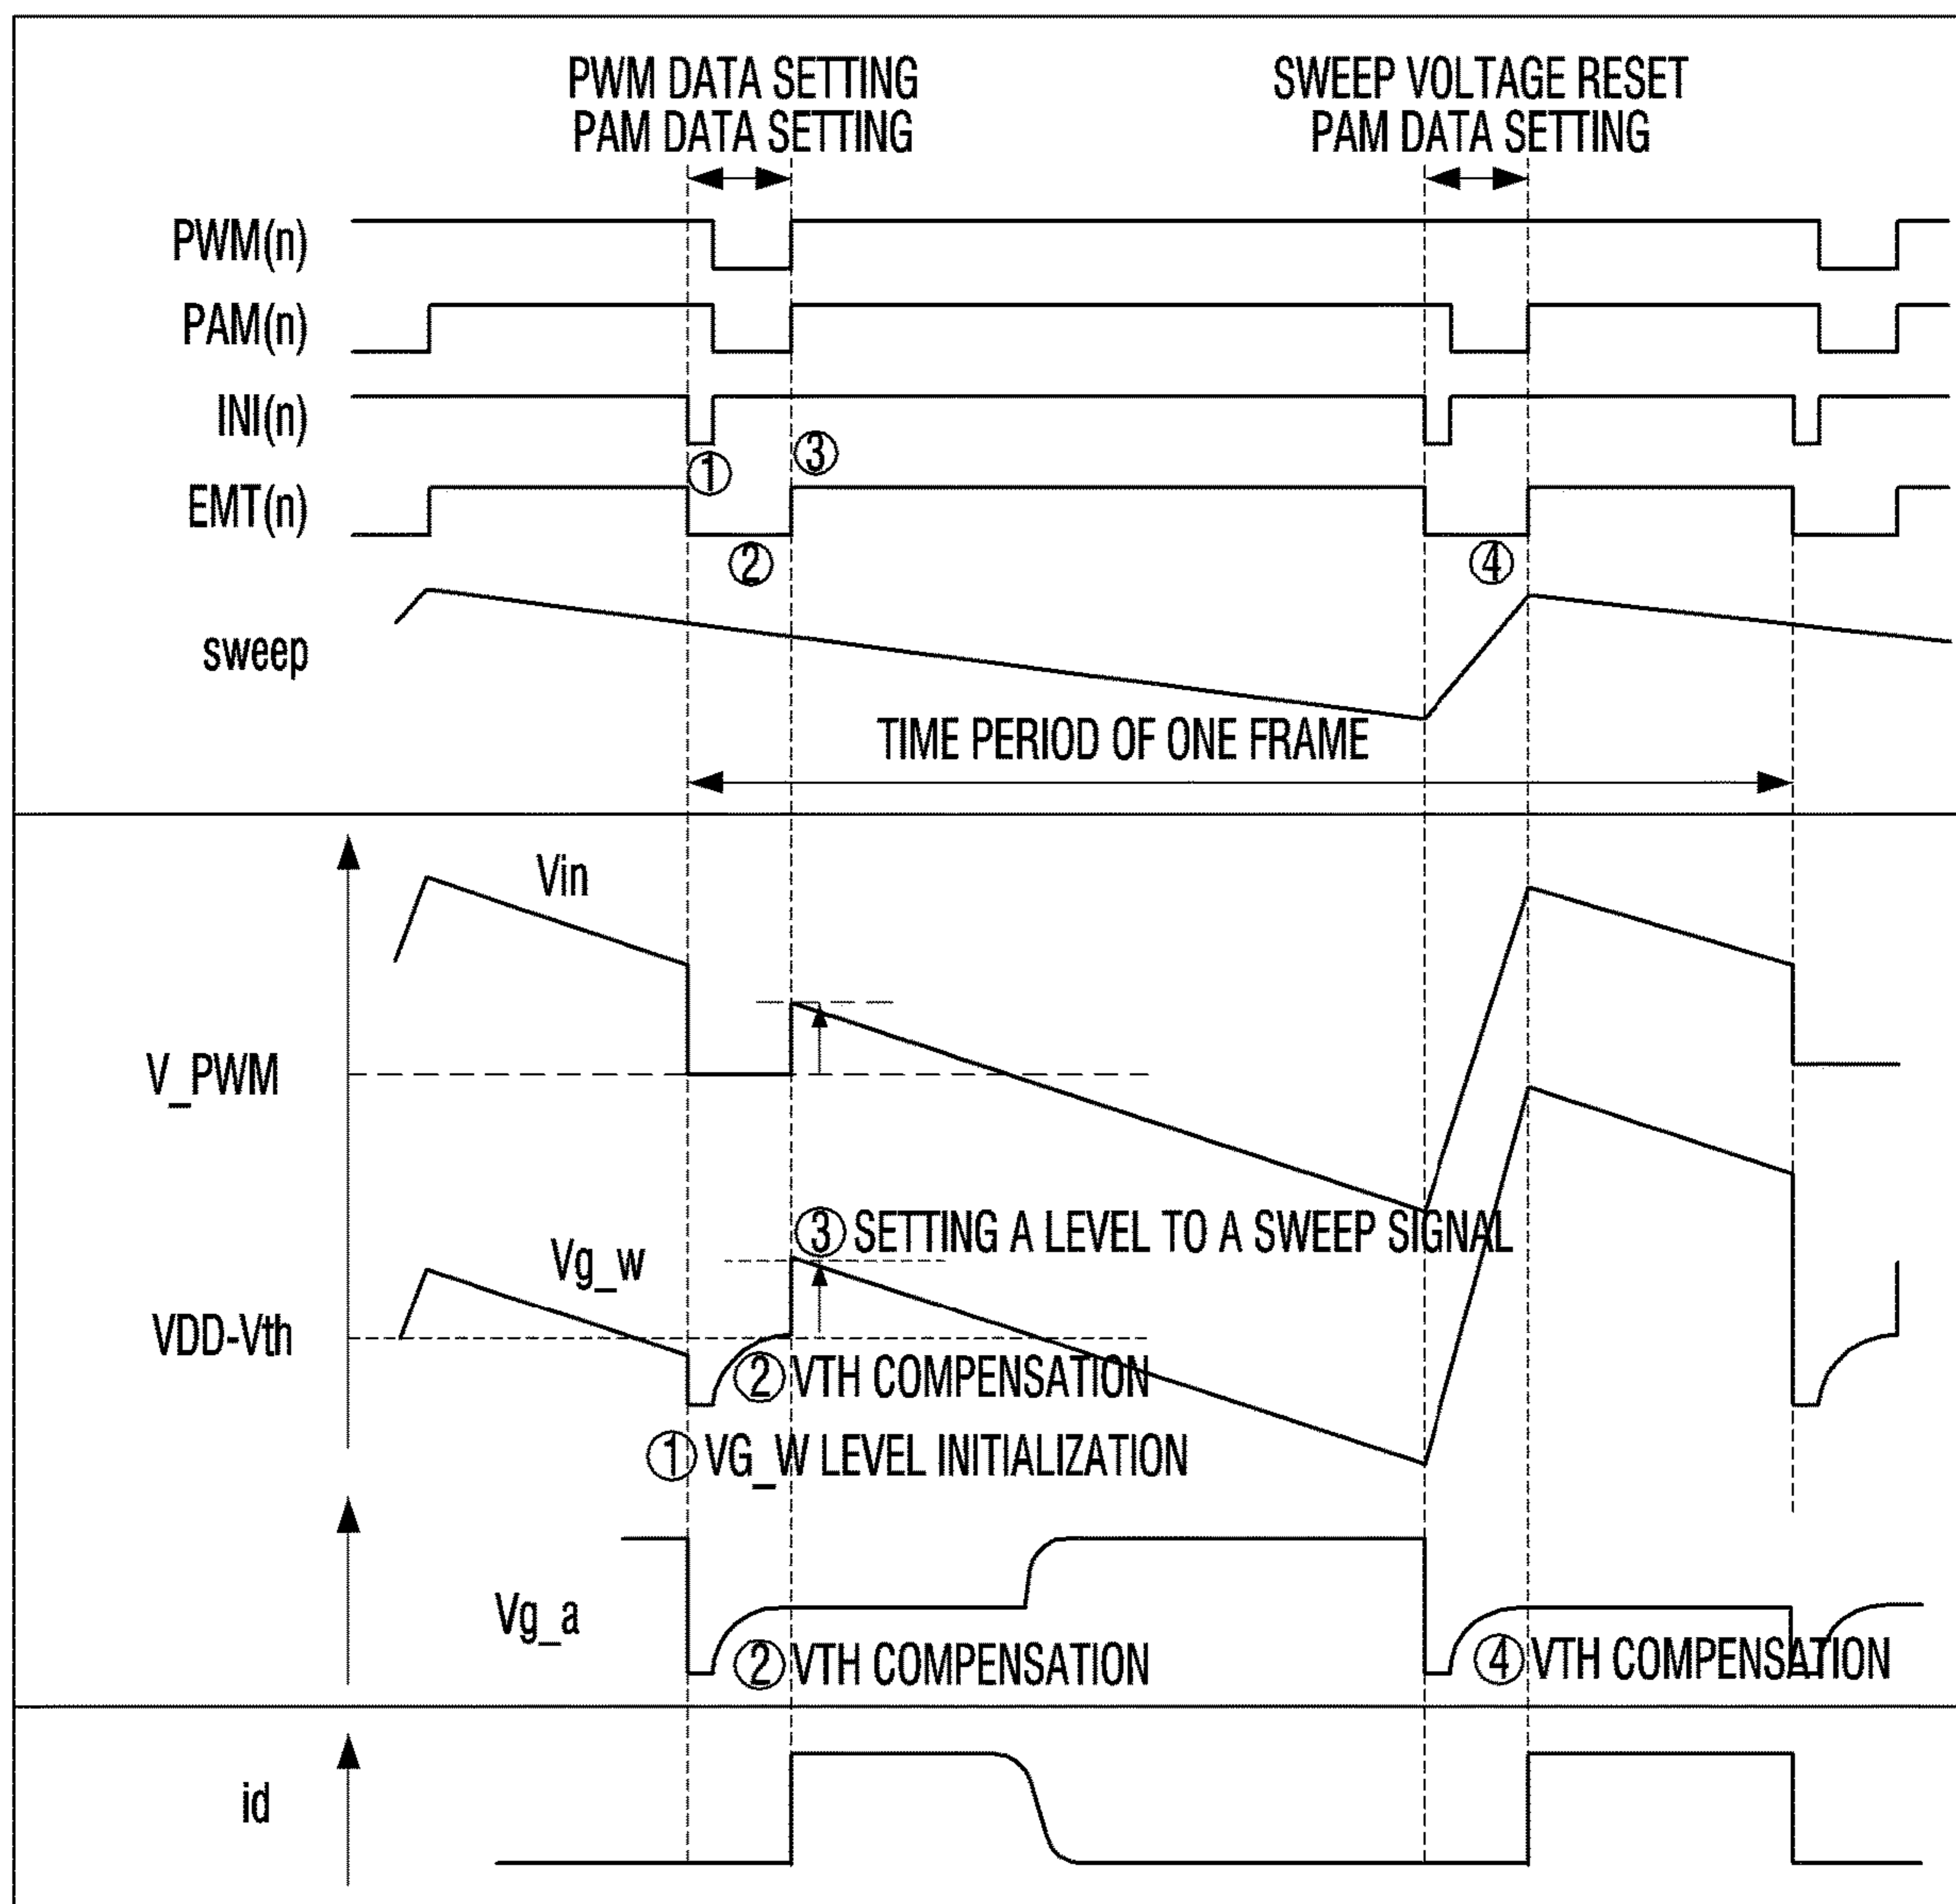 PWM DATA SETTING
PAM DATA SETTING
SWEEP VOLTAGE RESET
PAM DATA SETTING
PWM(n)
PAM(n)
INI(n)
① ③
EMT(n)
② ④
sweep
TIME PERIOD OF ONE FRAME
Vin
V_PWM
③ SETTING A LEVEL TO A SWEEP SIGNAL
Vg_w
VDD-Vth
② VTH COMPENSATION
① VG_W LEVEL INITIALIZATION
Vg_a
② VTH COMPENSATION
④ VTH COMPENSATION
id